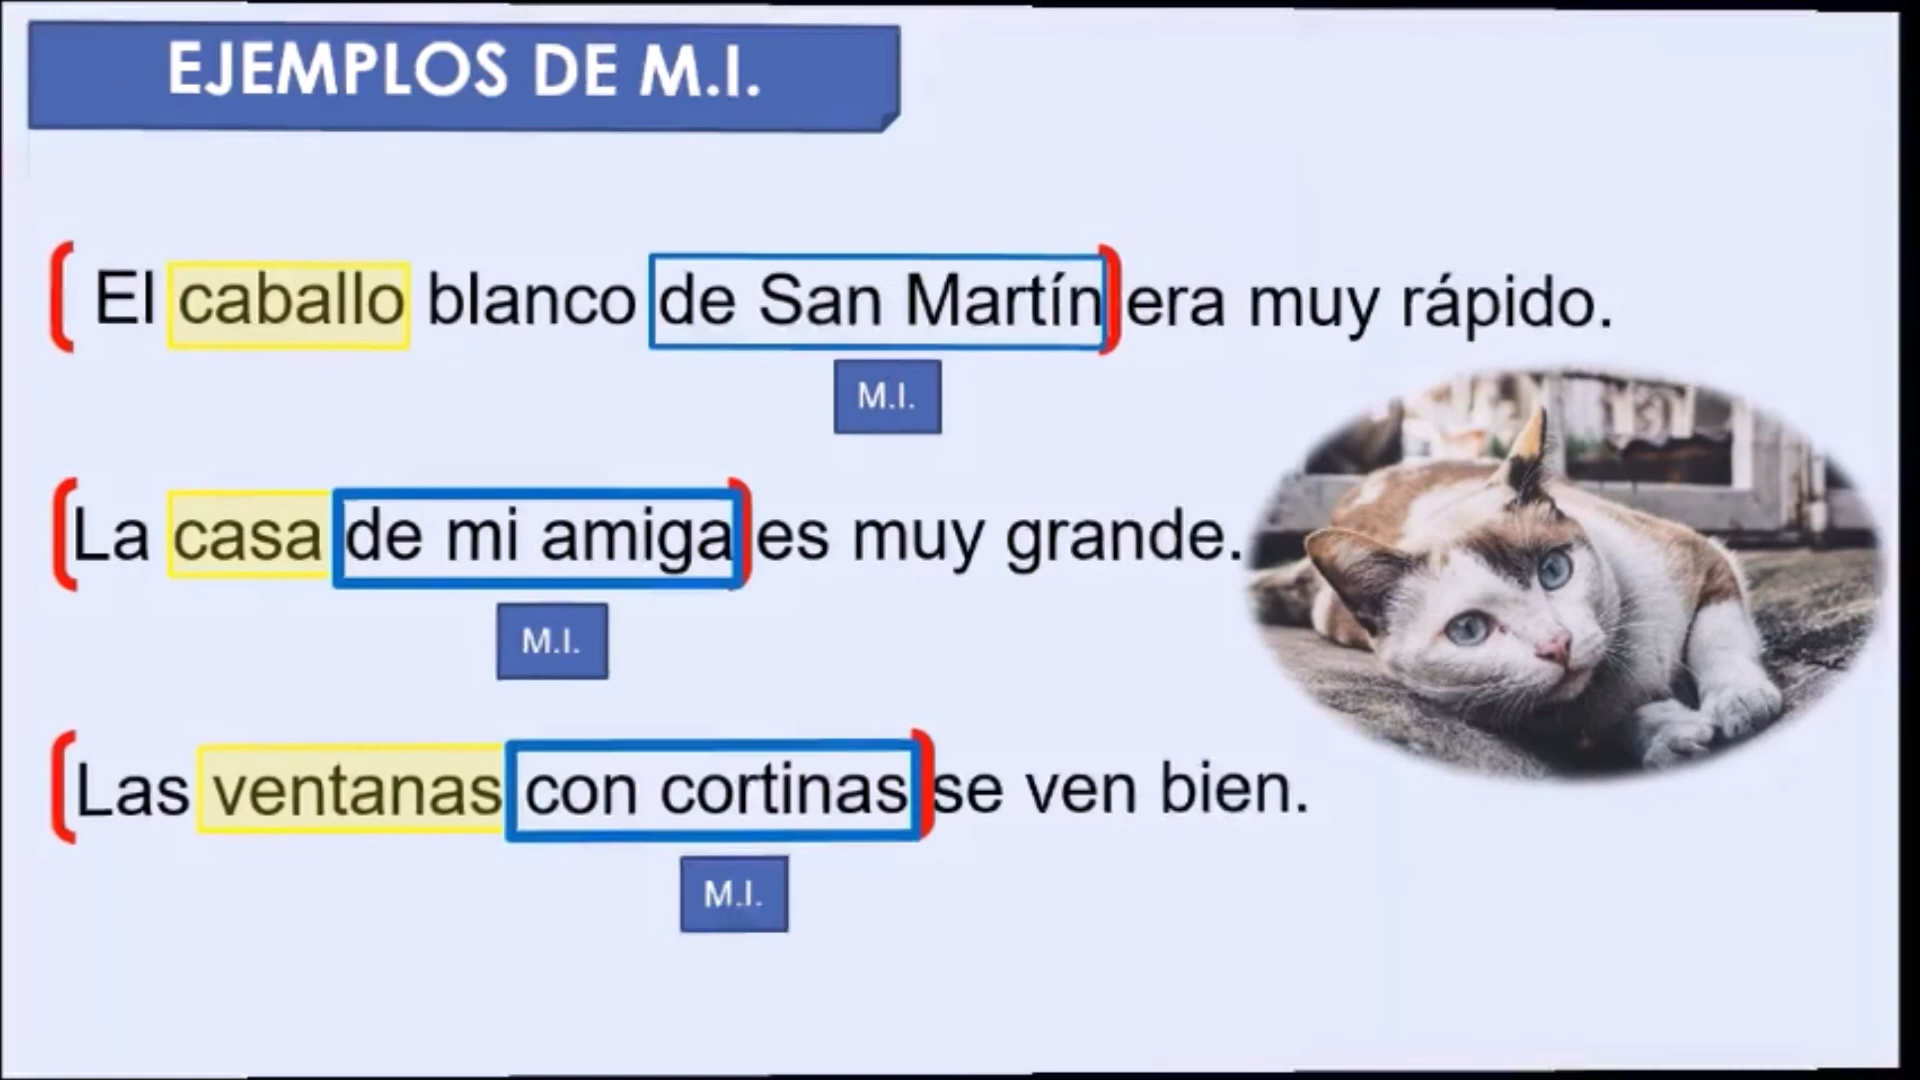 EJEMPLOS DE M.I.
El caballo blanco de San Martín era muy rápido.
M.I.
La casa de mi amiga es muy grande.
M.I.
Las ventanas con cortinas se ven bien.
M.I.